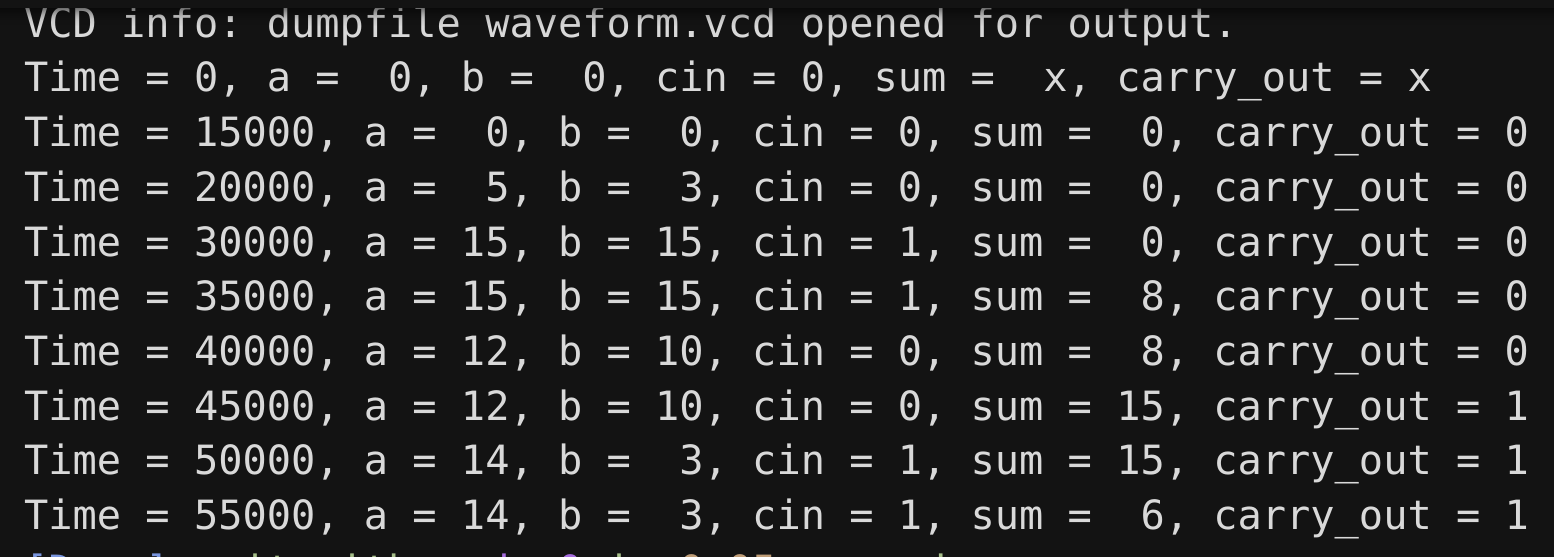 VCD info: dumpfile waveform.vcd opened for output.
Time = 0, a =  0, b =  0, cin = 0, sum =  x, carry_out = x
Time = 15000, a =  0, b =  0, cin = 0, sum =  0, carry_out = 0
Time = 20000, a =  5, b =  3, cin = 0, sum =  0, carry_out = 0
Time = 30000, a = 15, b = 15, cin = 1, sum =  0, carry_out = 0
Time = 35000, a = 15, b = 15, cin = 1, sum =  8, carry_out = 0
Time = 40000, a = 12, b = 10, cin = 0, sum =  8, carry_out = 0
Time = 45000, a = 12, b = 10, cin = 0, sum = 15, carry_out = 1
Time = 50000, a = 14, b =  3, cin = 1, sum = 15, carry_out = 1
Time = 55000, a = 14, b =  3, cin = 1, sum =  6, carry_out = 1